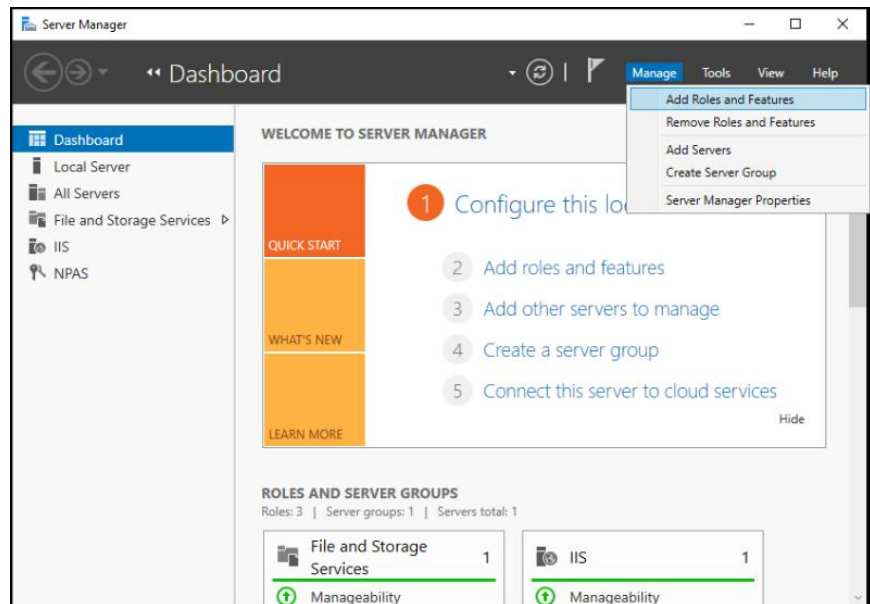 Server Manager
Dashboard
Manage Tools View Help
Add Roles and Features
Remove Roles and Features
Add Servers
Create Server Group
Server Manager Properties
Dashboard
Local Server
All Servers
File and Storage Services
IIS
NPAS
WELCOME TO SERVER MANAGER
QUICK START
WHAT'S NEW
LEARN MORE
1 Configure this lo
2 Add roles and features
3 Add other servers to manage
4 Create a server group
5 Connect this server to cloud services
Hide
ROLES AND SERVER GROUPS
Roles: 3 | Server groups: 1 | Servers total: 1
File and Storage
Services
1
Manageability
IIS 1
Manageability